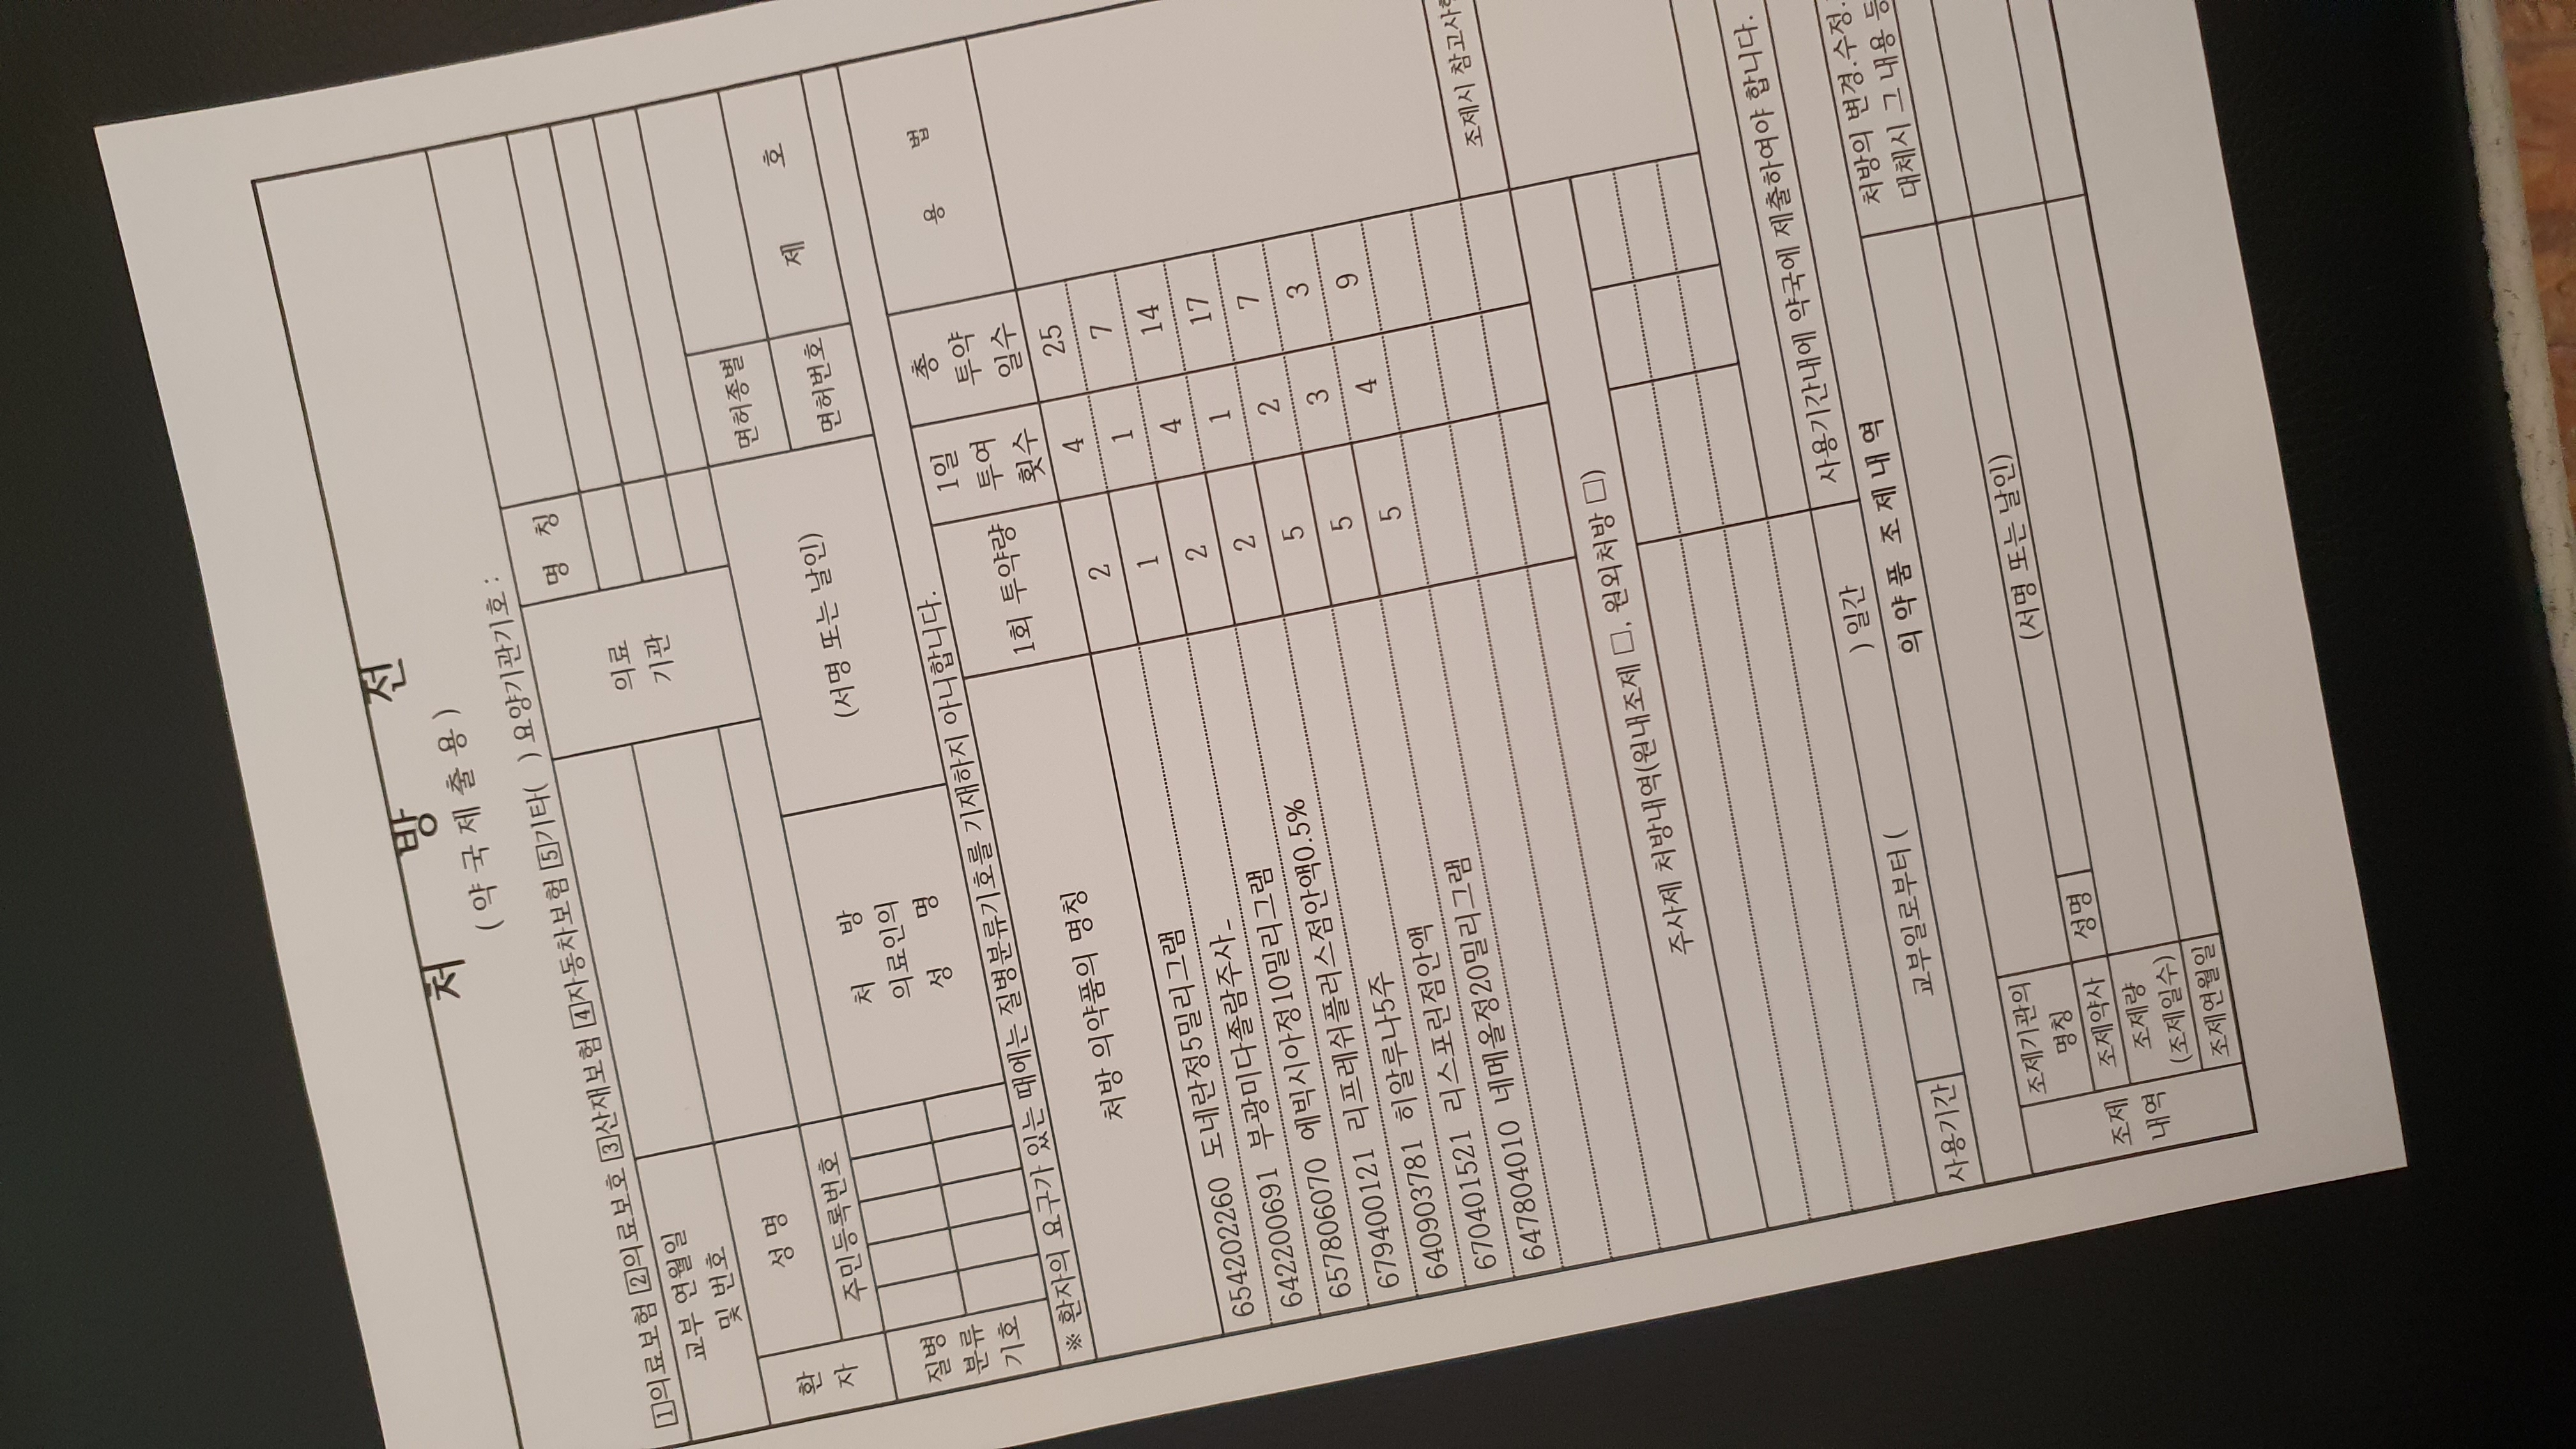 처 방 전
( 약 국 제 출 용 )
1의료보험 2의료보호 3산재보험 4자동차보험 5기타( ) 요양기관기호 :
교부 연월일
및 번호
의료
기관
명 칭
환
자
성 명
주민등록번호
질병
분류
기호
처 방
의료인의
성 명
(서명 또는 날인)
면허종별
면허번호
제 호
※ 환자의 요구가 있는 때에는 질병분류기호를 기재하지 아니합니다.
처방 의약품의 명칭
1회 투약량
1일
투여
횟수
총
투약
일수
용 법
654202260 도네란정5밀리그램 2 4 25
642200691 부광미다졸람주사_ 1 1 7
657806070 에빅시아정10밀리그램 2 4 14
679400121 리프레쉬플러스점안액0.5% 2 1 17
640903781 히알루나5주 5 2 7
670401521 리스포린점안액 5 3 3
647804010 네메올정20밀리그램 5 4 9
조제시 참고사
주사제 처방내역(원내조제 □, 원외처방 □)
사용기간
교부일로부터 ( ) 일간
사용기간내에 약국에 제출하여야 합니다.
의 약 품 조 제 내 역
조제
내역
조제기관의
명칭
조제약사
성명
(서명 또는 날인)
조제량
(조제일수)
조제연월일
처방의 변경.수정.
대체시 그 내용 등